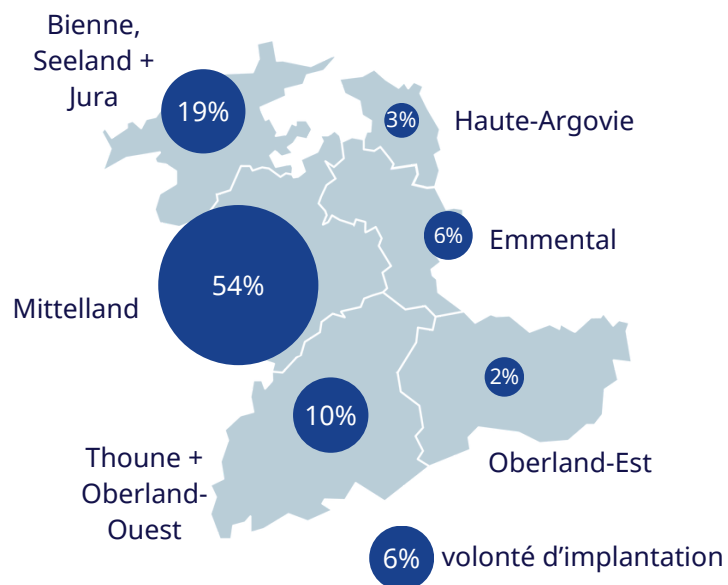 Bienne,
Seeland +
Jura
19%
3%
Haute-Argovie
6%
Emmental
54%
Mittelland
2%
10%
Oberland-Est
Thoune +
Oberland-
Ouest
6% volonté d’implantation